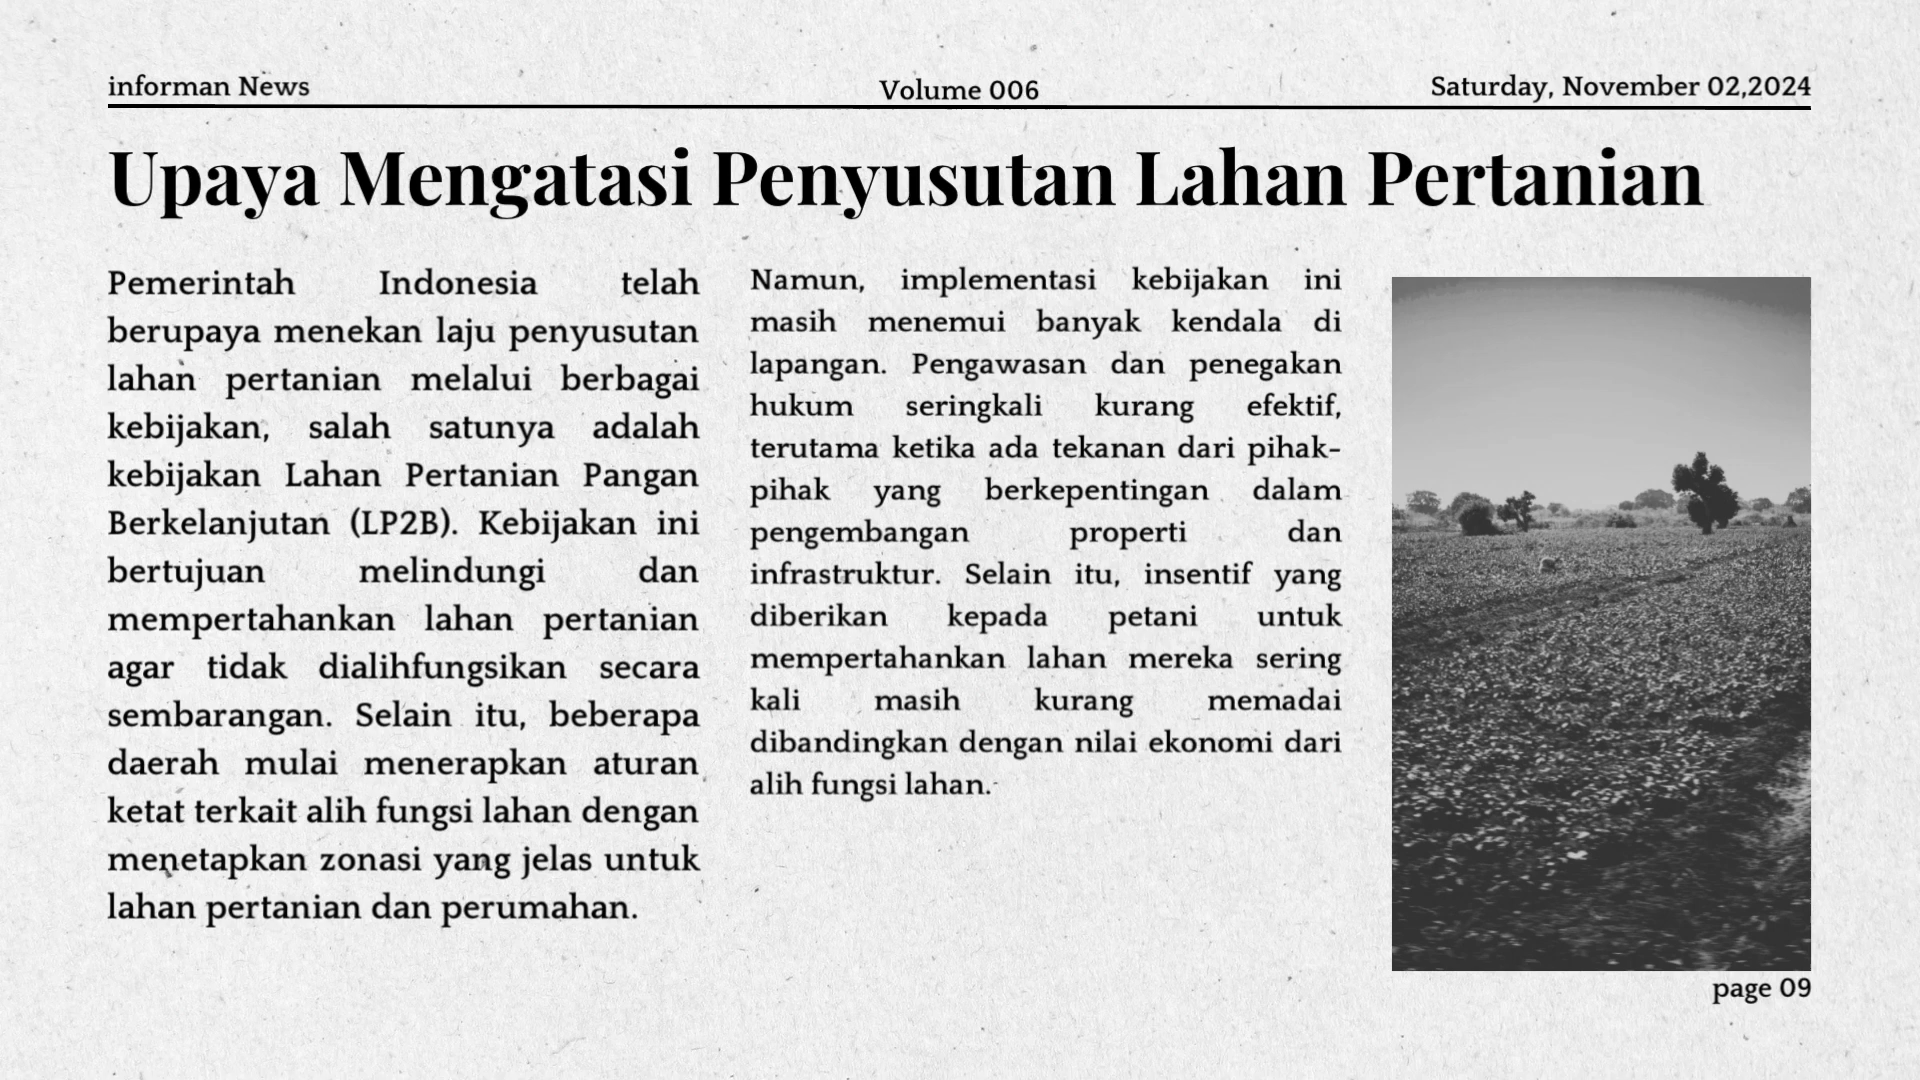 informan News
Volume 006
Saturday, November 02,2024
Upaya Mengatasi Penyusutan Lahan Pertanian
Pemerintah Indonesia telah
berupaya menekan laju penyusutan
lahan pertanian melalui berbagai
kebijakan, salah satunya adalah
kebijakan Lahan Pertanian Pangan
Berkelanjutan (LP2B). Kebijakan ini
bertujuan melindungi dan
mempertahankan lahan pertanian
agar tidak dialihfungsikan secara
sembarangan. Selain itu, beberapa
daerah mulai menerapkan aturan
ketat terkait alih fungsi lahan dengan
menetapkan zonasi yang jelas untuk
lahan pertanian dan perumahan.
Namun, implementasi kebijakan ini
masih menemui banyak kendala di
lapangan. Pengawasan dan penegakan
hukum seringkali kurang efektif,
terutama ketika ada tekanan dari pihak-
pihak yang berkepentingan dalam
pengembangan properti dan
infrastruktur. Selain itu, insentif yang
diberikan kepada petani untuk
mempertahankan lahan mereka sering
kali masih kurang memadai
dibandingkan dengan nilai ekonomi dari
alih fungsi lahan.
page 09